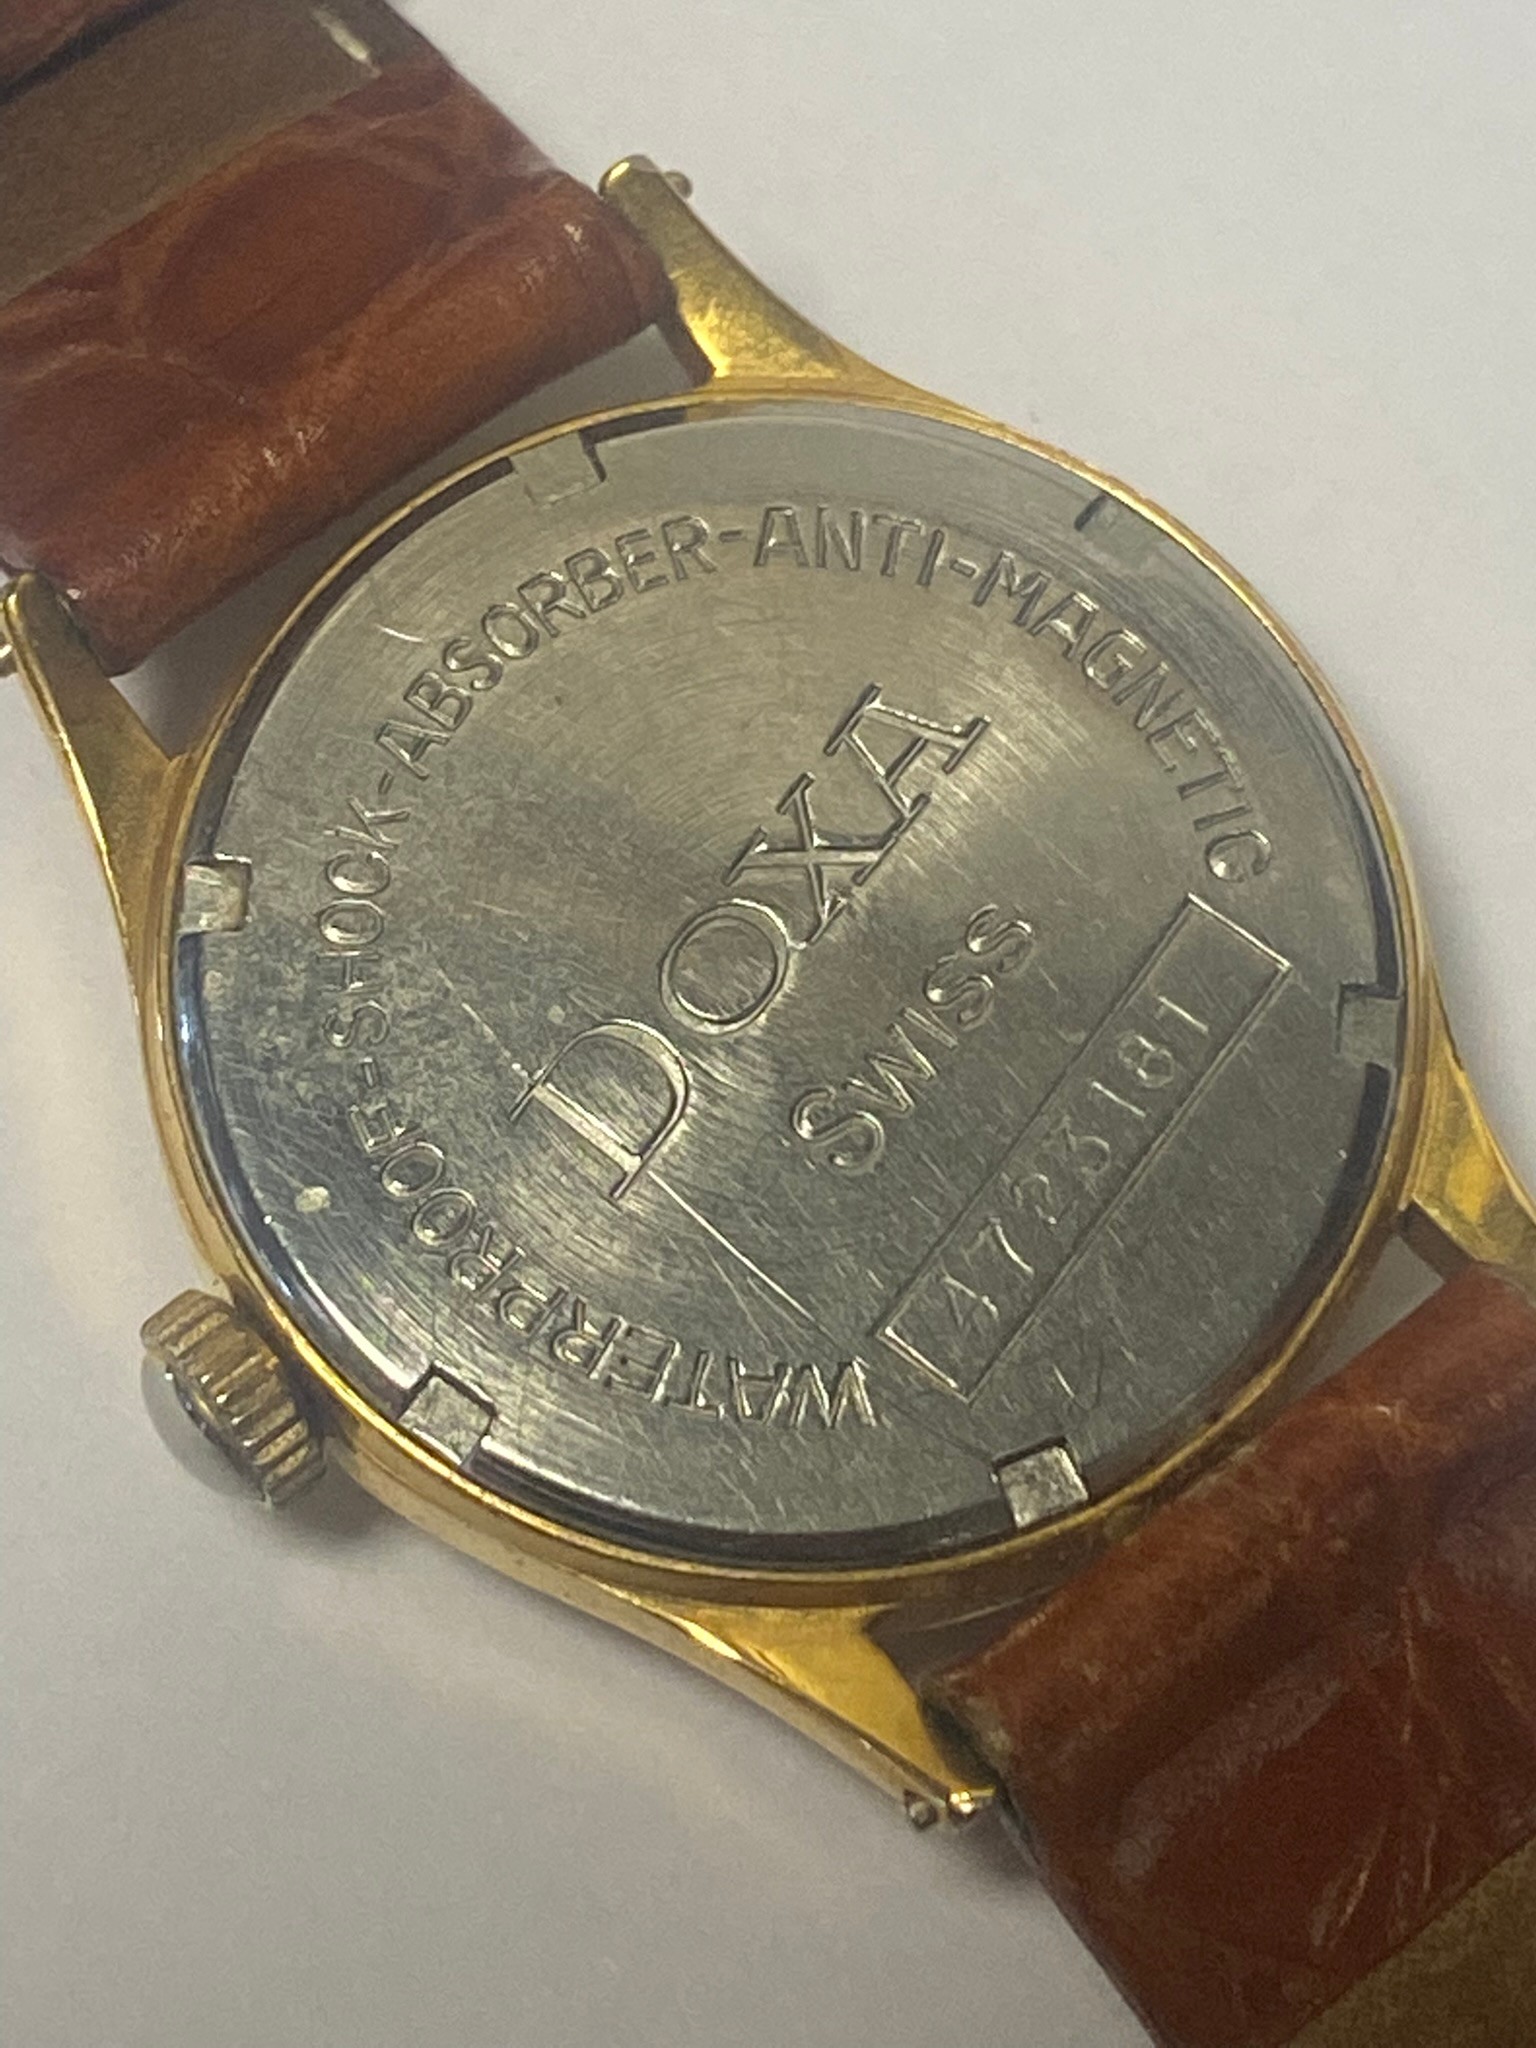 WATERPROOF-SHOCK-ABSORBER-ANTI-MAGNETIC
DOXA
SWISS
4723181